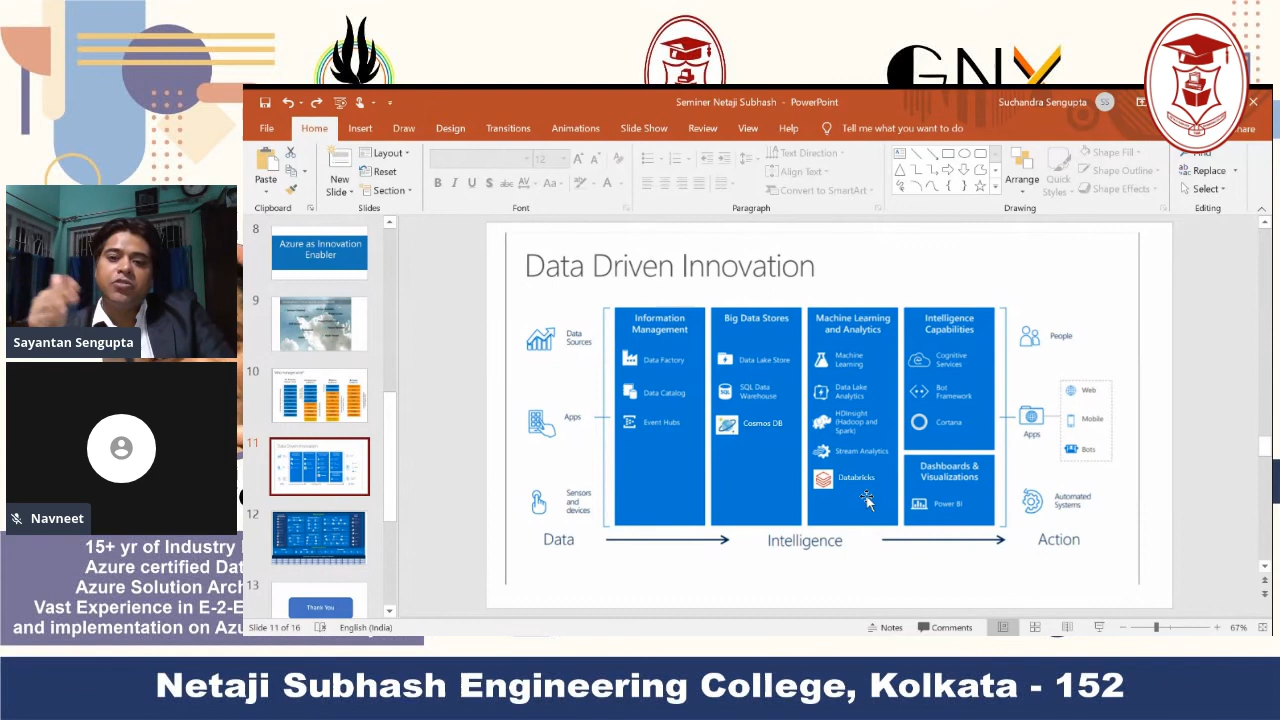 GNY
Seminer Netaji Subhash - PowerPoint
Suchandra Sengupta
SS
File
Home
Insert
Draw
Design
Transitions
Animations
Slide Show
Review
View
Help
Tell me what you want to do
Paste
Clipboard
New
Slide
Layout
Reset
Section
Slides
12
Font
Text Direction
Align Text
Convert to SmartArt
Paragraph
Arrange
Quick
Styles
Shape Fill
Shape Outline
Shape Effects
Drawing
Replace
Select
Editing
8
Azure as Innovation
Enabler
9
10
11
12
13
Thank You
Data Driven Innovation
Data
Sources
Apps
Sensors
and
devices
Information
Management
Data Factory
Data Catalog
Event Hubs
Big Data Stores
Data Lake Store
SQL Data
Warehouse
Cosmos DB
Machine Learning
and Analytics
Machine
Learning
Data Lake
Analytics
HDInsight
(Hadoop and
Spark)
Stream Analytics
Databricks
Intelligence
Capabilities
Cognitive
Services
Bot
Framework
Cortana
Dashboards &
Visualizations
Power BI
People
Apps
Web
Mobile
Bots
Automated
Systems
Data
Intelligence
Action
Slide 11 of 16
English (India)
Notes
Comments
67%
Sayantan Sengupta
Navneet
15+ yr of Industry
Azure certified Dat
Azure Solution Arch
Vast Experience in E-2-E
and implementation on Azu
Netaji Subhash Engineering College, Kolkata - 152